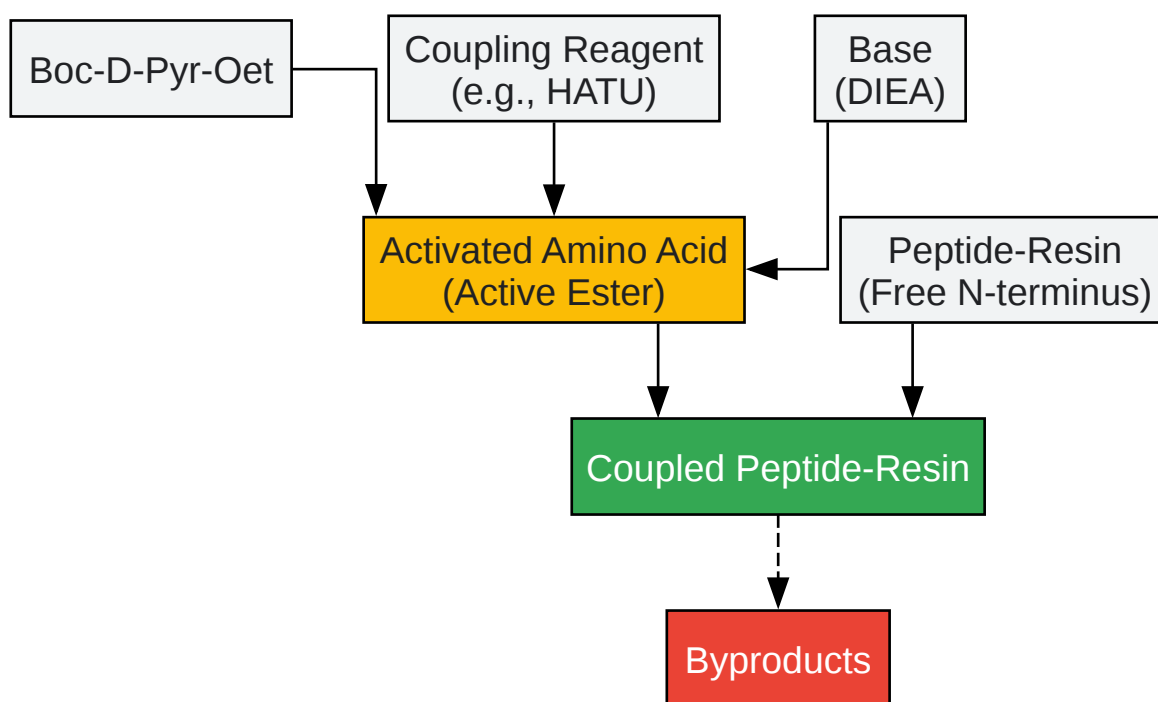 Boc-D-Pyr-Oet
Coupling Reagent
(e.g., HATU)
Base
(DIEA)
Activated Amino Acid
(Active Ester)
Peptide-Resin
(Free N-terminus)
Coupled Peptide-Resin
Byproducts